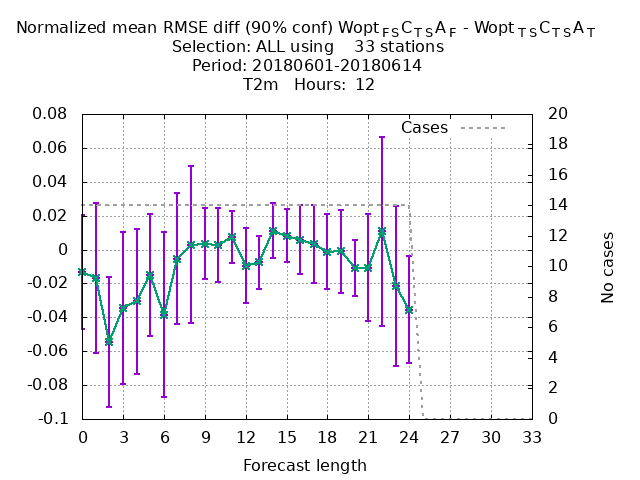 Normalized mean RMSE diff (90% conf) Wopt FS C TS A F - Wopt TS C TS A T
Selection: ALL using 33 stations
Period: 20180601-20180614
T2m Hours: 12
Cases
0.08
0.06
0.04
0.02
0
-0.02
-0.04
-0.06
-0.08
-0.1
20
18
16
14
12
10
8
6
4
2
0
No cases
0 3 6 9 12 15 18 21 24 27 30 33
Forecast length